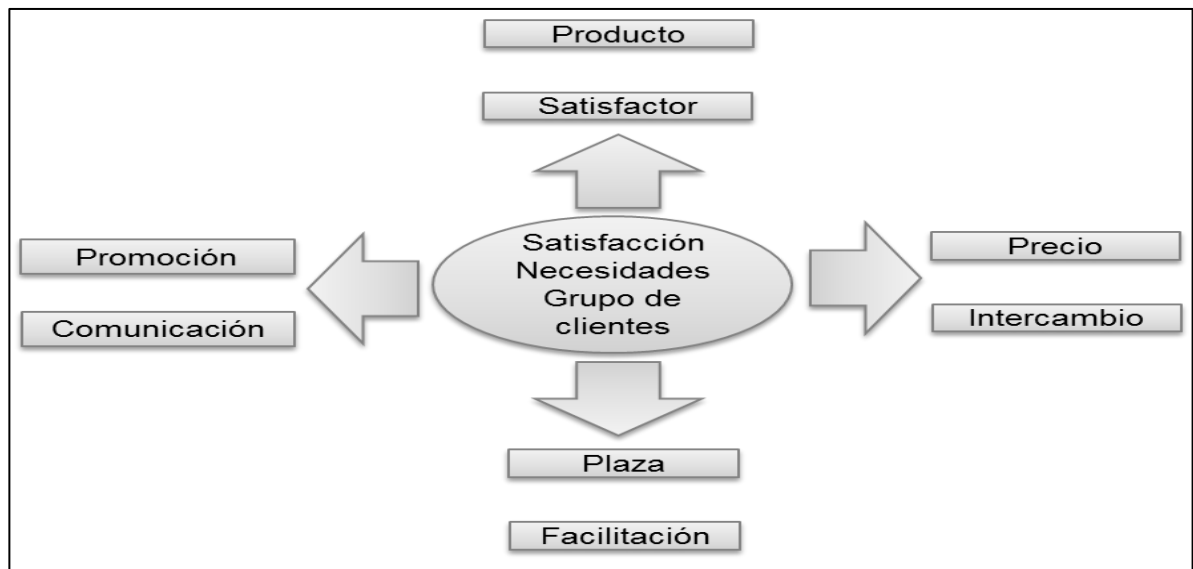 Producto
Satisfactor
Promoción
Comunicación
Satisfacción
Necesidades
Grupo de
clientes
Precio
Intercambio
Plaza
Facilitación